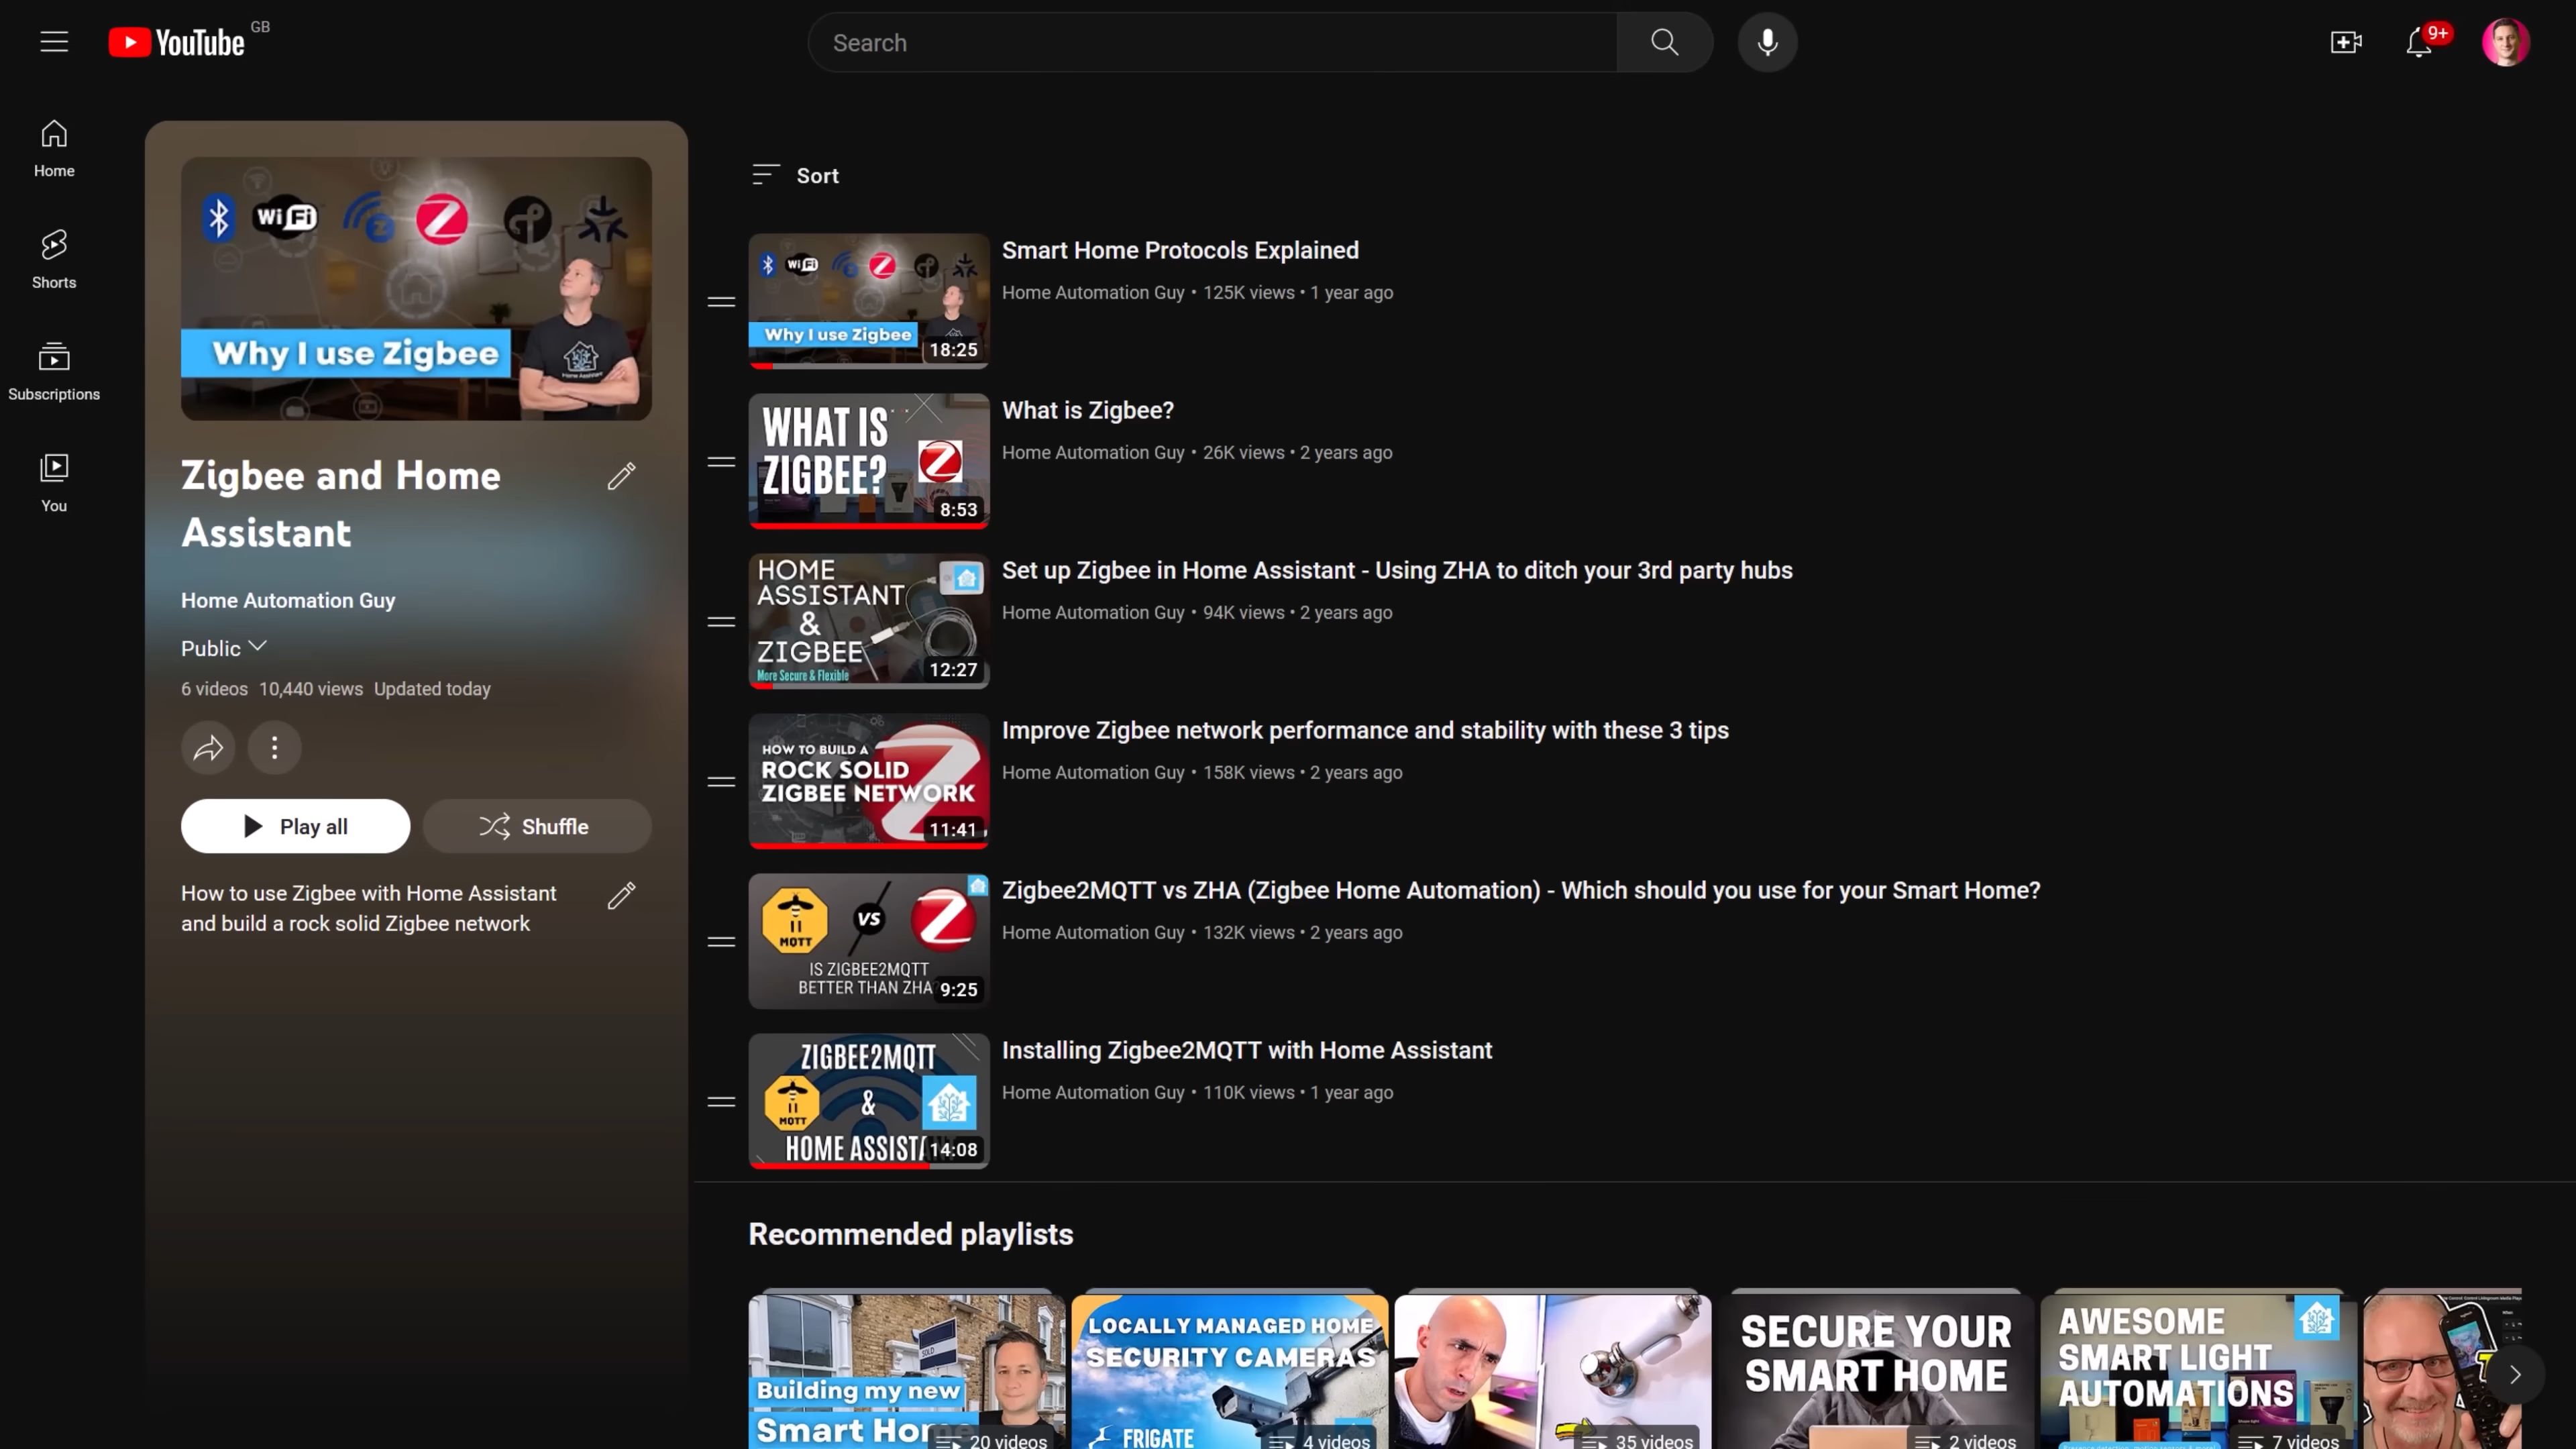 YouTube GB
Search
9+
Home
Shorts
Subscriptions
You
WiFi
Why I use Zigbee
Zigbee and Home
Assistant
Home Automation Guy
Public
6 videos 10,440 views Updated today
Play all
Shuffle
How to use Zigbee with Home Assistant
and build a rock solid Zigbee network
Sort
WiFi
Why I use Zigbee
18:25
Smart Home Protocols Explained
Home Automation Guy • 125K views • 1 year ago
WHAT IS
ZIGBEE?
8:53
What is Zigbee?
Home Automation Guy • 26K views • 2 years ago
HOME
ASSISTANT
&
ZIGBEE
More Secure & Flexible
12:27
Set up Zigbee in Home Assistant - Using ZHA to ditch your 3rd party hubs
Home Automation Guy • 94K views • 2 years ago
HOW TO BUILD A
ROCK SOLID
ZIGBEE NETWORK
11:41
Improve Zigbee network performance and stability with these 3 tips
Home Automation Guy • 158K views • 2 years ago
MQTT
VS
IS ZIGBEE2MQTT
BETTER THAN ZHA
9:25
Zigbee2MQTT vs ZHA (Zigbee Home Automation) - Which should you use for your Smart Home?
Home Automation Guy • 132K views • 2 years ago
ZIGBEE2MQTT
MQTT
&
HOME ASSISTA
14:08
Installing Zigbee2MQTT with Home Assistant
Home Automation Guy • 110K views • 1 year ago
Recommended playlists
SOLD
Building my new
Smart Hom
20 videos
LOCALLY MANAGED HOME
SECURITY CAMERAS
FRIGATE
4 videos
35 videos
SECURE YOUR
SMART HOME
2 videos
AWESOME
SMART LIGHT
AUTOMATIONS
7 videos